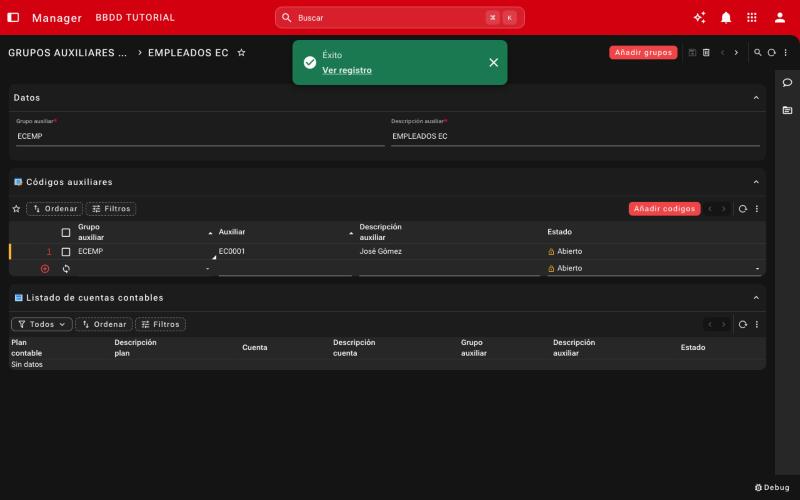 Manager BBDD TUTORIAL Buscar ⌘ K
GRUPOS AUXILIARES ... > EMPLEADOS EC Añadir grupos
Éxito
Ver registro
Datos
Grupo auxiliar* Descripción auxiliar*
ECEMP EMPLEADOS EC
Códigos auxiliares
Ordenar Filtros Añadir codigos
Grupo auxiliar Auxiliar Descripción auxiliar Estado
1 ECEMP EC0001 José Gómez Abierto
Abierto
Listado de cuentas contables
Todos Ordenar Filtros
Plan contable Descripción plan Cuenta Descripción cuenta Grupo auxiliar Descripción auxiliar Estado
Sin datos
Debug